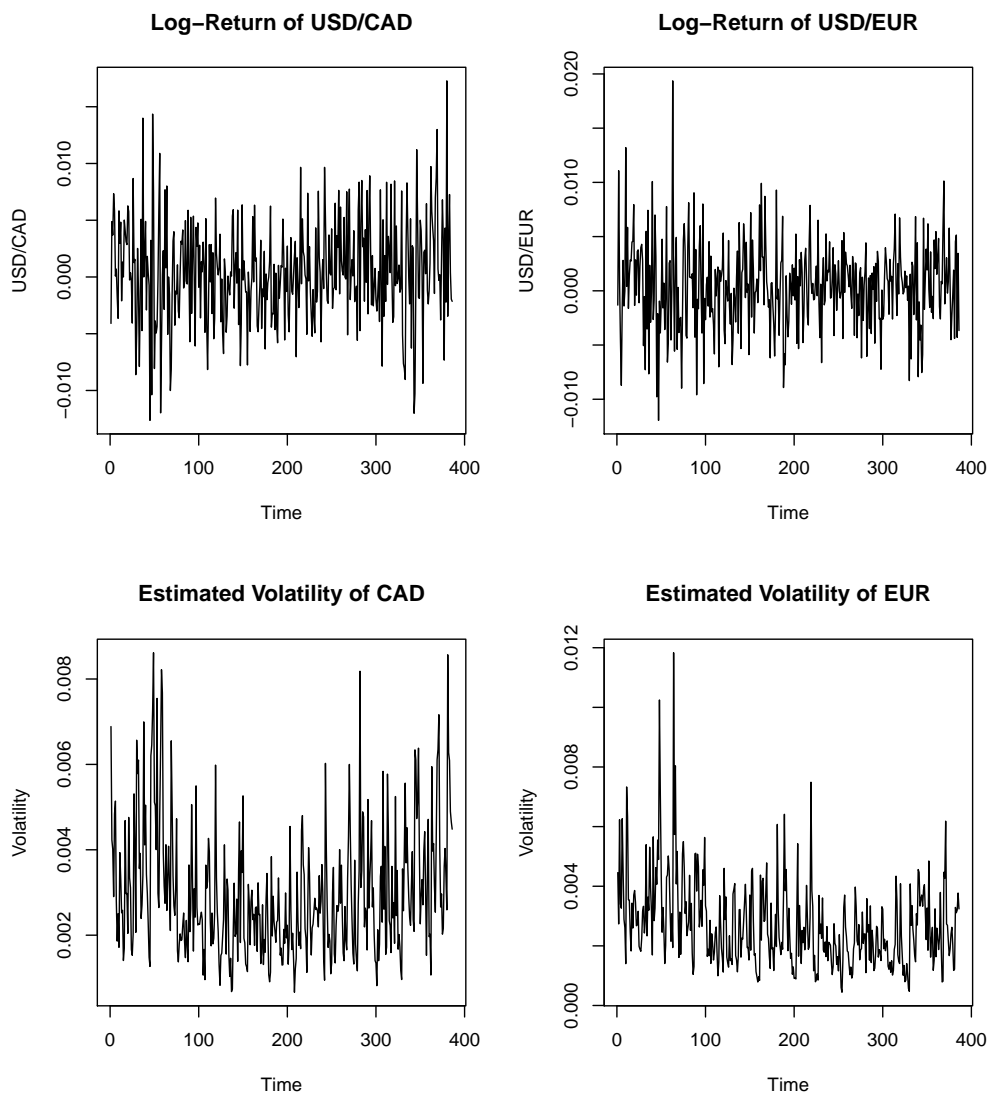 Log−Return of USD/CAD
USD/CAD
−0.010
0.000
0.010
0 100 200 300 400
Time
Log−Return of USD/EUR
USD/EUR
−0.010
0.000
0.010
0.020
0 100 200 300 400
Time
Estimated Volatility of CAD
Volatility
0.002
0.004
0.006
0.008
0 100 200 300 400
Time
Estimated Volatility of EUR
Volatility
0.000
0.004
0.008
0.012
0 100 200 300 400
Time